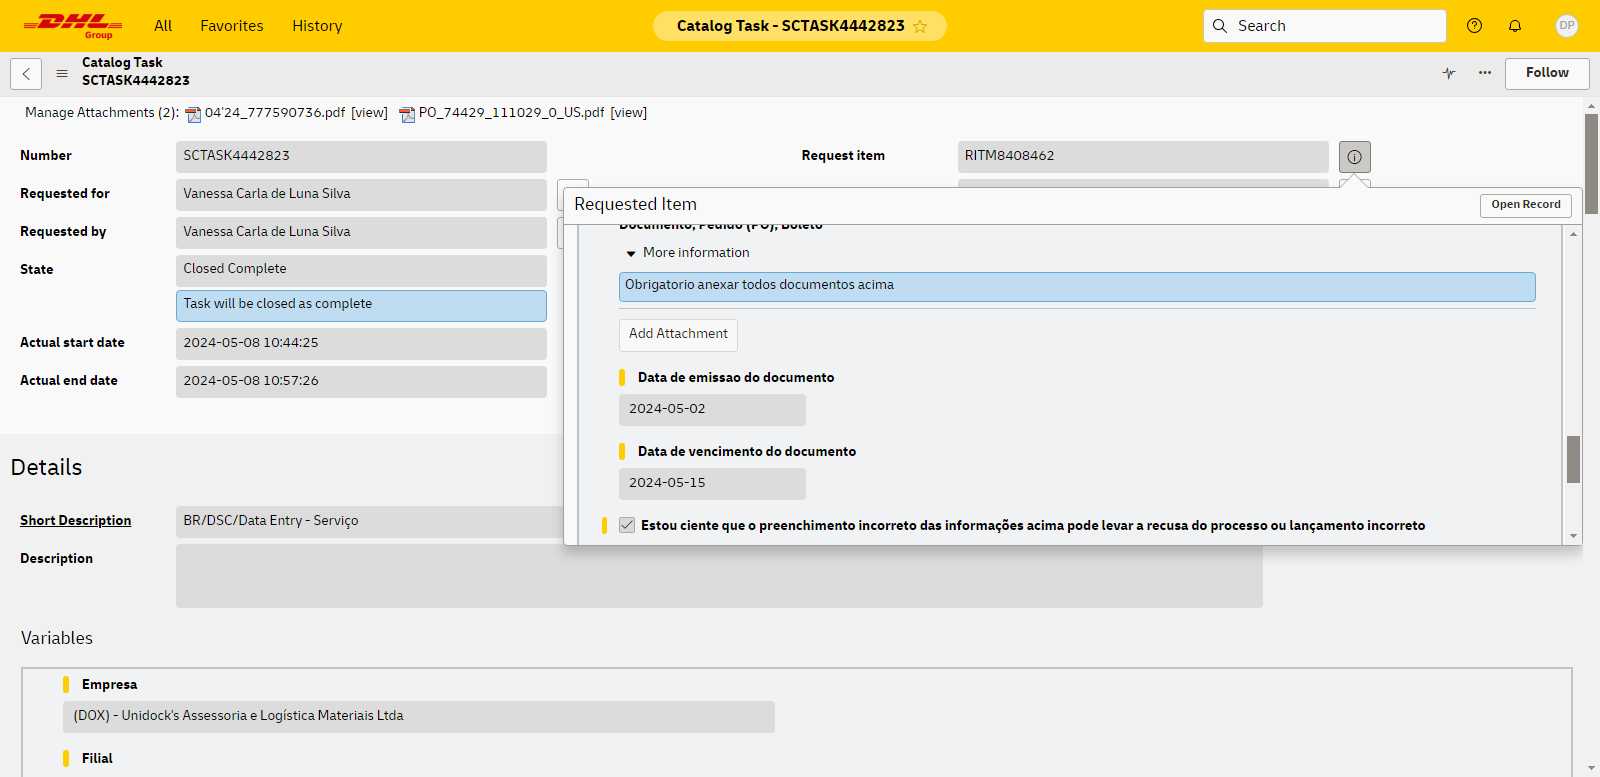 DHL Group
All Favorites History
Catalog Task - SCTASK4442823
Search
DP
Catalog Task
SCTASK4442823
Follow
Manage Attachments (2): 04'24_777590736.pdf [view] PO_74429_111029_0_US.pdf [view]
Number SCTASK4442823
Request item RITM8408462
Requested for Vanessa Carla de Luna Silva
Requested by Vanessa Carla de Luna Silva
State Closed Complete
Task will be closed as complete
Actual start date 2024-05-08 10:44:25
Actual end date 2024-05-08 10:57:26
Requested Item
Open Record
Documento, Pedido (PO), Boleto
More information
Obrigatorio anexar todos documentos acima
Add Attachment
Data de emissao do documento
2024-05-02
Data de vencimento do documento
2024-05-15
Estou ciente que o preenchimento incorreto das informações acima pode levar a recusa do processo ou lançamento incorreto
Details
Short Description BR/DSC/Data Entry - Serviço
Description
Variables
Empresa
(DOX) - Unidock's Assessoria e Logística Materiais Ltda
Filial